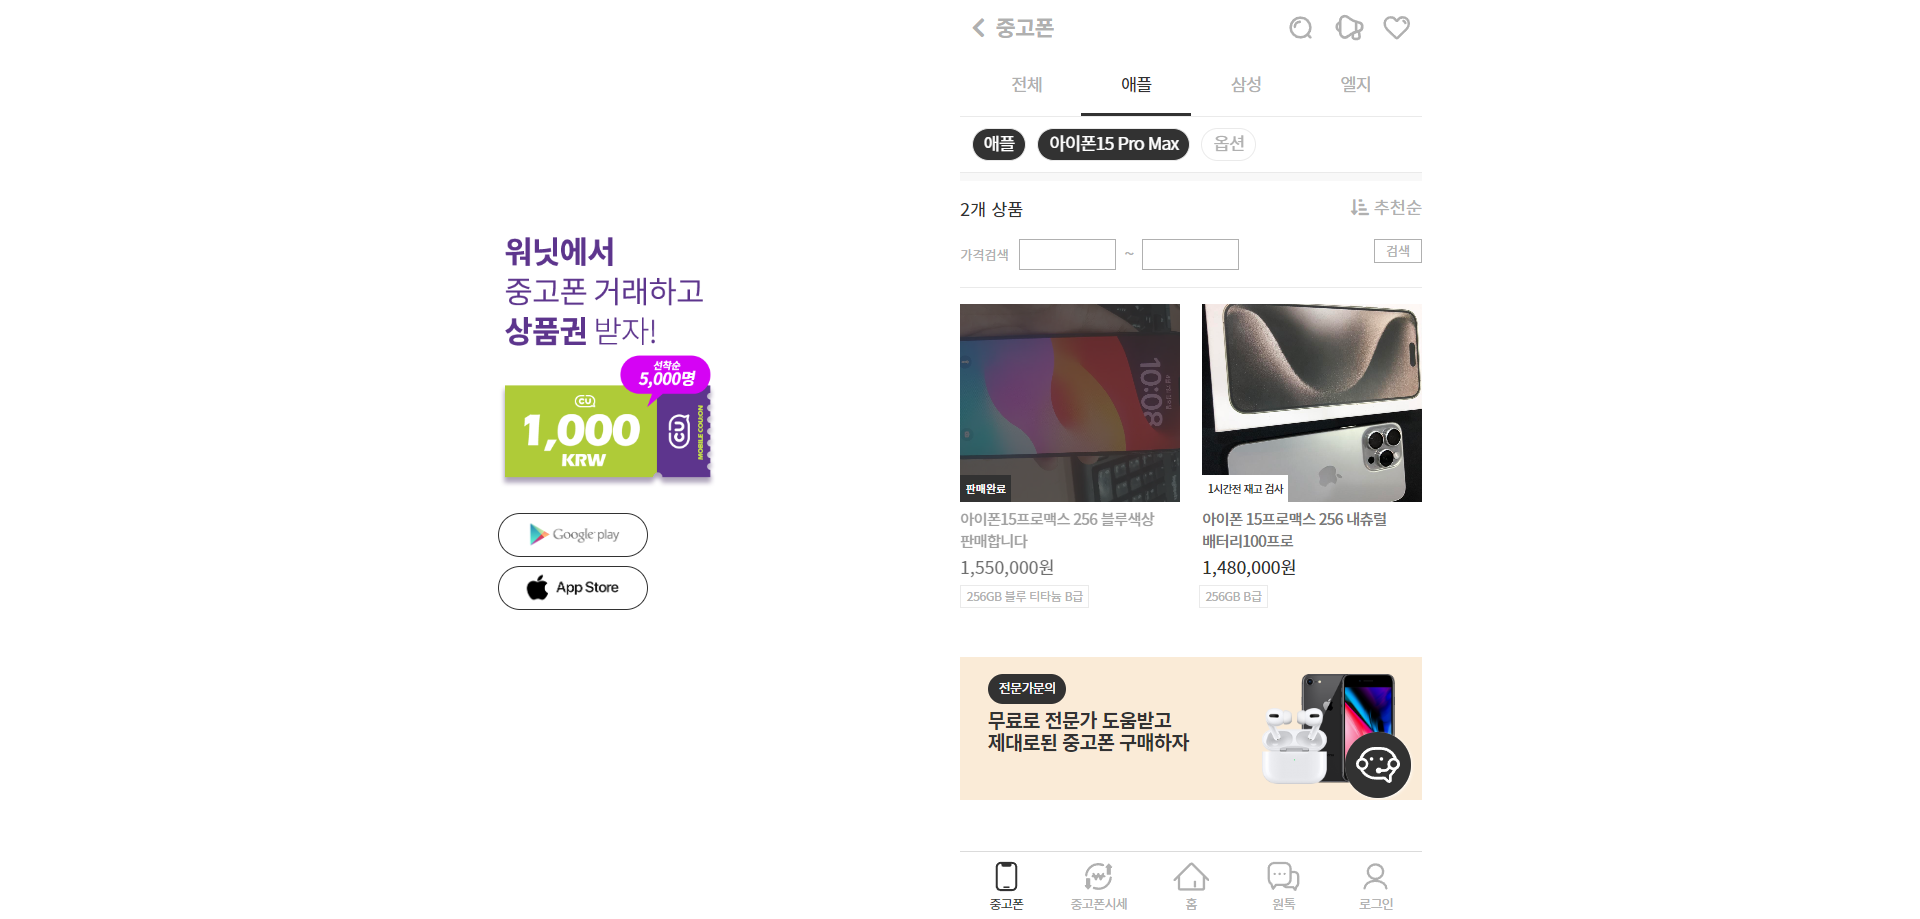 워닛에서
중고폰 거래하고
상품권 받자!
선착순
5,000명
CU
1,000
KRW
CU
MOBILE COUPON
Google play
App Store
중고폰
전체 애플 삼성 엘지
애플 아이폰15 Pro Max 옵션
2개 상품 추천순
가격검색 ~ 검색
10:08
판매완료
1시간전 재고 검사
아이폰15프로맥스 256 블루색상
판매합니다
1,550,000원
256GB 블루 티타늄 B급
아이폰 15프로맥스 256 내츄럴
배터리100프로
1,480,000원
256GB B급
전문가문의
무료로 전문가 도움받고
제대로된 중고폰 구매하자
중고폰 중고폰시세 홈 원톡 로그인